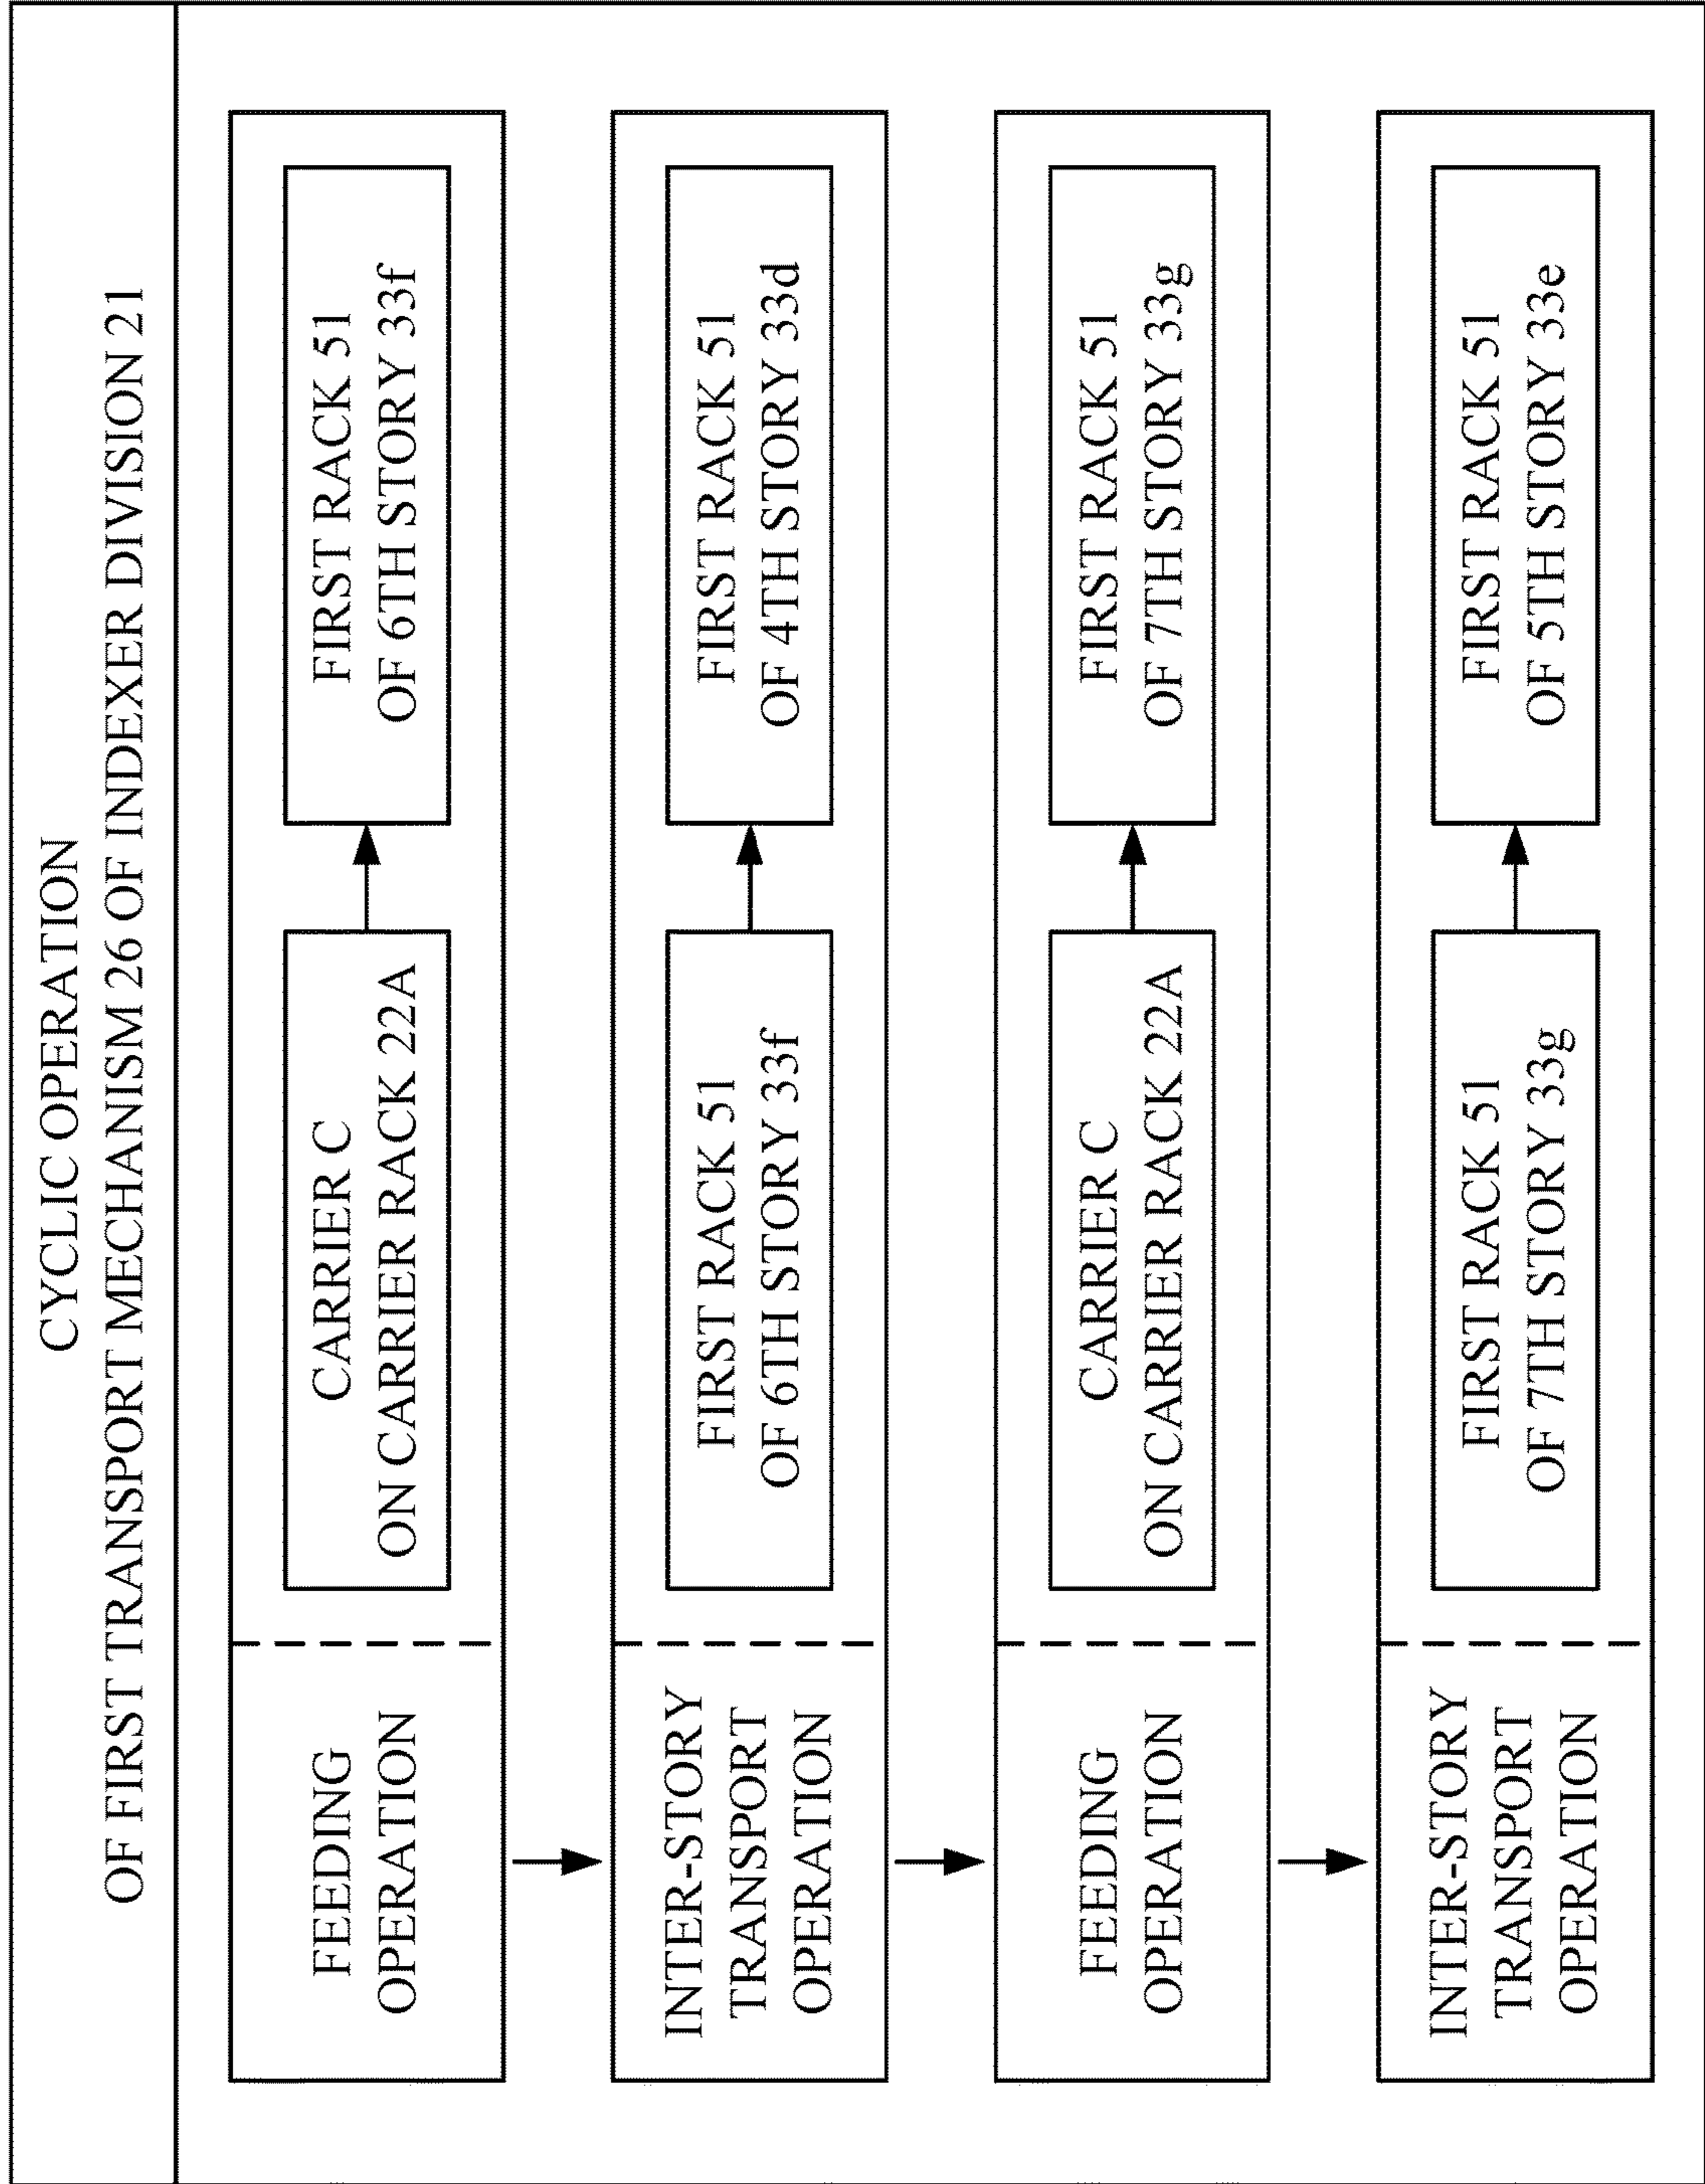 CYCLIC OPERATION
OF FIRST TRANSPORT MECHANISM 26 OF INDEXER DIVISION 21
FEEDING
OPERATION
CARRIER C
ON CARRIER RACK 22A
FIRST RACK 51
OF 6TH STORY 33f
INTER-STORY
TRANSPORT
OPERATION
FIRST RACK 51
OF 6TH STORY 33f
FIRST RACK 51
OF 4TH STORY 33d
FEEDING
OPERATION
CARRIER C
ON CARRIER RACK 22A
FIRST RACK 51
OF 7TH STORY 33g
INTER-STORY
TRANSPORT
OPERATION
FIRST RACK 51
OF 7TH STORY 33g
FIRST RACK 51
OF 5TH STORY 33e